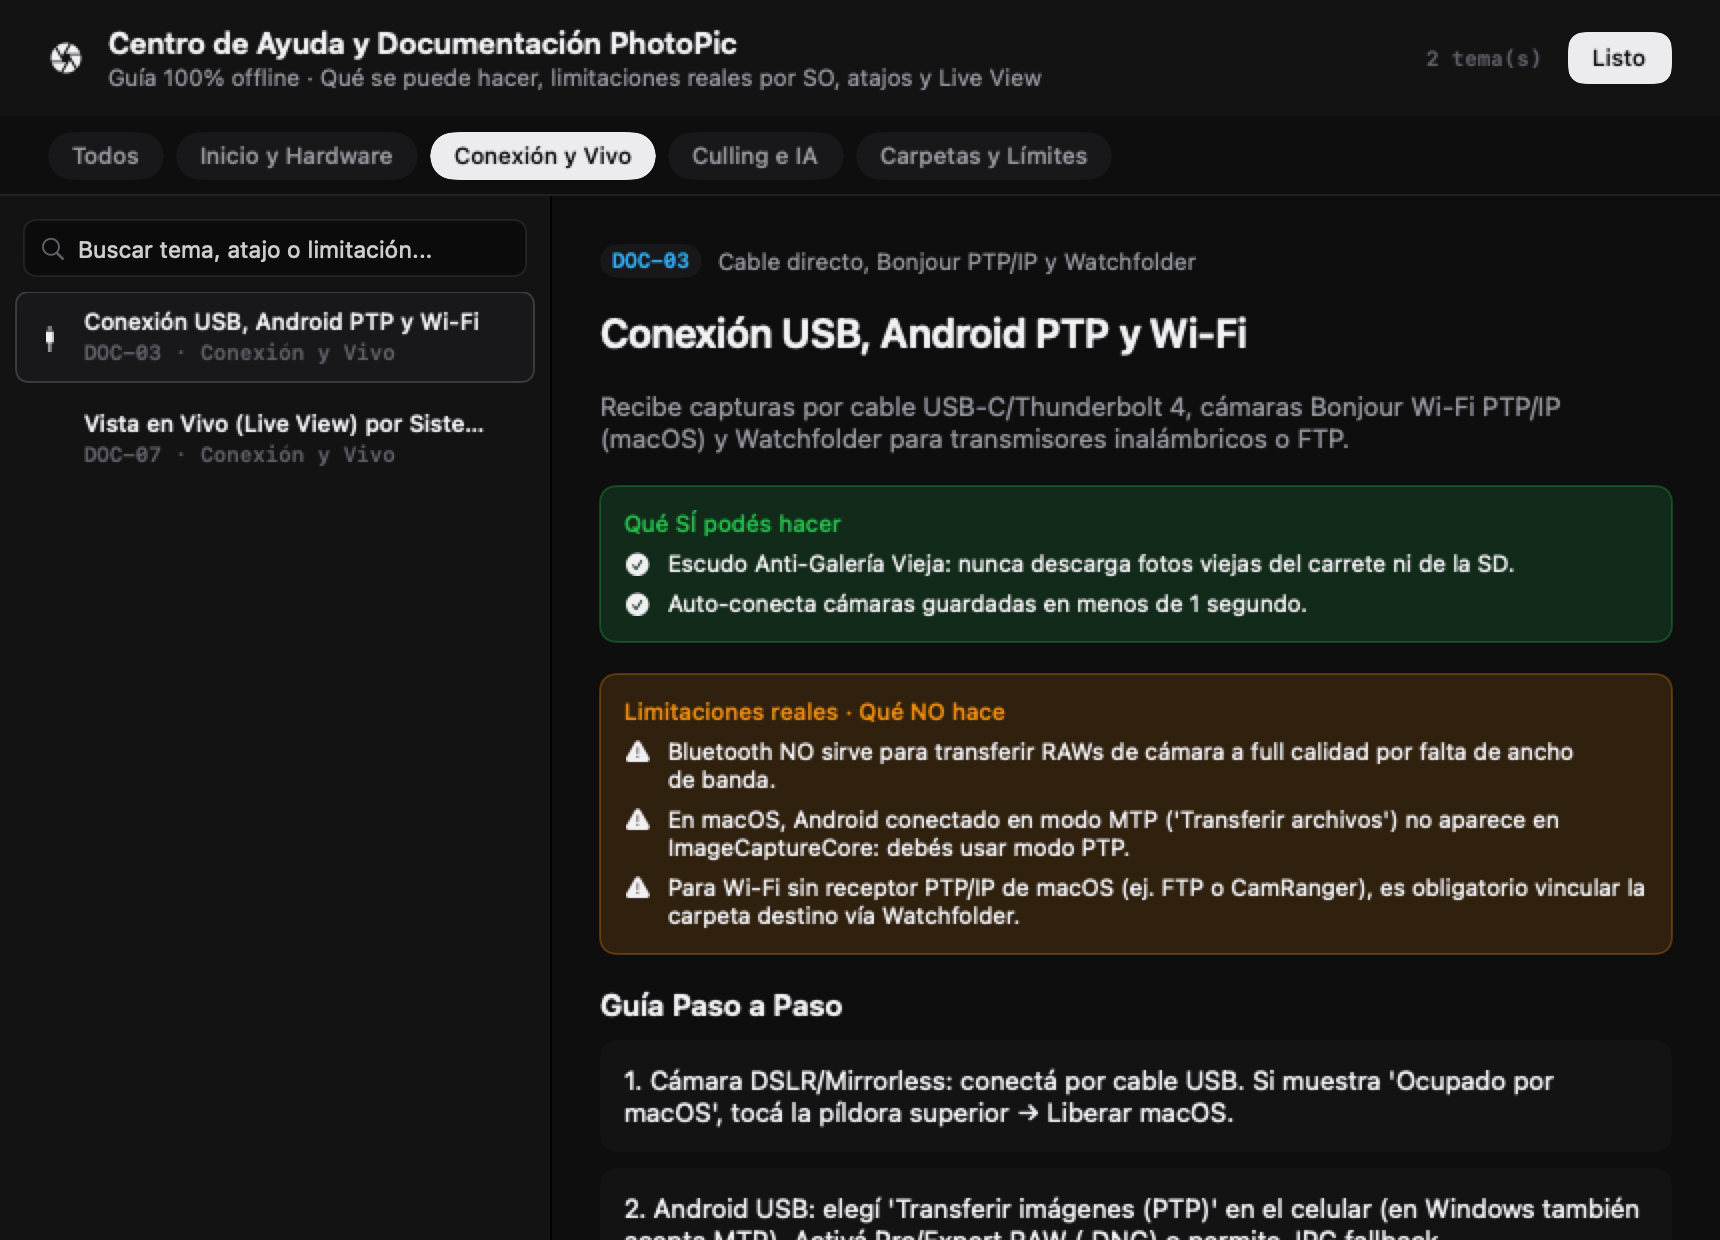 Centro de Ayuda y Documentación PhotoPic
Guía 100% offline · Qué se puede hacer, limitaciones reales por SO, atajos y Live View
2 tema(s)
Listo
Todos
Inicio y Hardware
Conexión y Vivo
Culling e IA
Carpetas y Límites
Buscar tema, atajo o limitación...
Conexión USB, Android PTP y Wi-Fi
DOC-03 · Conexión y Vivo
Vista en Vivo (Live View) por Siste...
DOC-07 · Conexión y Vivo
DOC-03 Cable directo, Bonjour PTP/IP y Watchfolder
Conexión USB, Android PTP y Wi-Fi
Recibe capturas por cable USB-C/Thunderbolt 4, cámaras Bonjour Wi-Fi PTP/IP
(macOS) y Watchfolder para transmisores inalámbricos o FTP.
Qué SÍ podés hacer
Escudo Anti-Galería Vieja: nunca descarga fotos viejas del carrete ni de la SD.
Auto-conecta cámaras guardadas en menos de 1 segundo.
Limitaciones reales · Qué NO hace
Bluetooth NO sirve para transferir RAWs de cámara a full calidad por falta de ancho
de banda.
En macOS, Android conectado en modo MTP ('Transferir archivos') no aparece en
ImageCaptureCore: debés usar modo PTP.
Para Wi-Fi sin receptor PTP/IP de macOS (ej. FTP o CamRanger), es obligatorio vincular la
carpeta destino vía Watchfolder.
Guía Paso a Paso
1. Cámara DSLR/Mirrorless: conectá por cable USB. Si muestra 'Ocupado por
macOS', tocá la píldora superior → Liberar macOS.
2. Android USB: elegí 'Transferir imágenes (PTP)' en el celular (en Windows también
acepta MTP). Activá Pro/Expert RAW (.DNG) o permite JPG fallback.